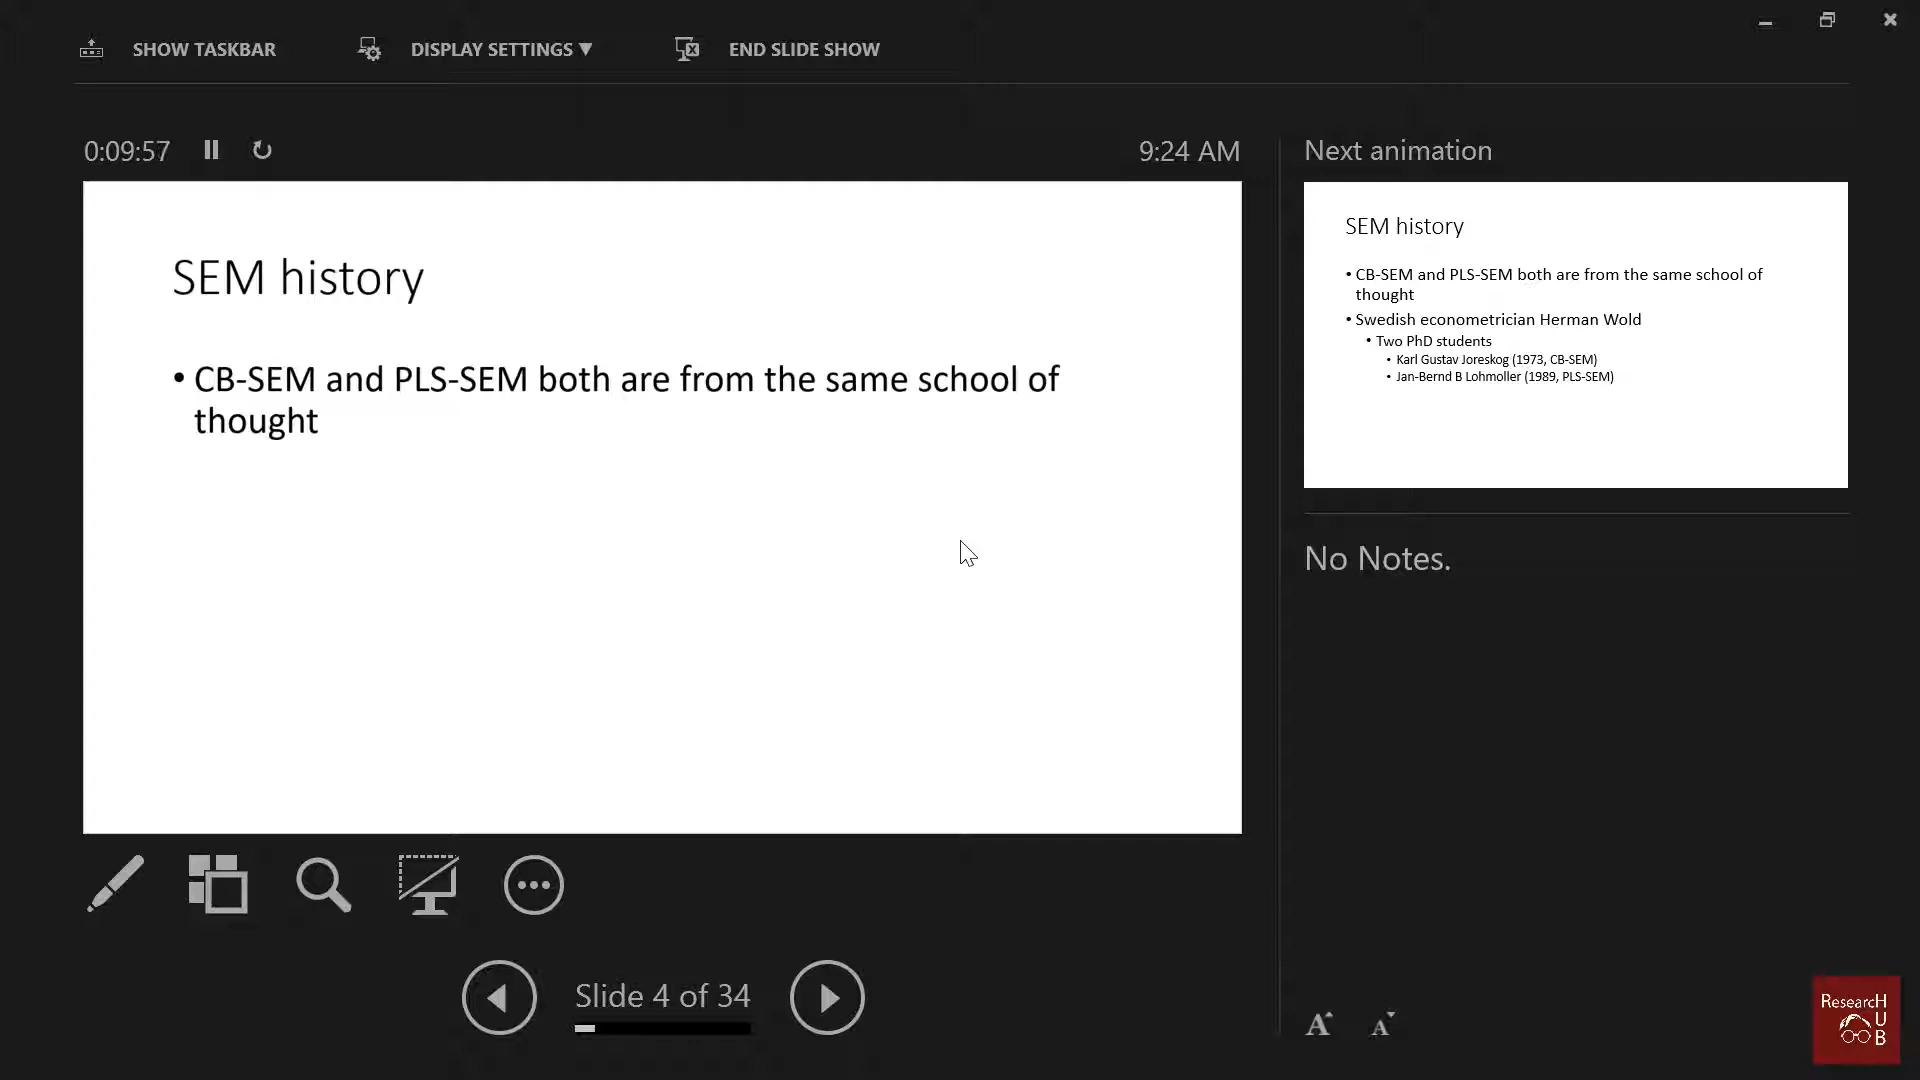 SHOW TASKBAR
DISPLAY SETTINGS ▼
END SLIDE SHOW
0:09:57
9:24 AM
Next animation
SEM history
• CB-SEM and PLS-SEM both are from the same school of
thought
SEM history
• CB-SEM and PLS-SEM both are from the same school of
thought
• Swedish econometrician Herman Wold
• Two PhD students
• Karl Gustav Joreskog (1973, CB-SEM)
• Jan-Bernd B Lohmoller (1989, PLS-SEM)
No Notes.
Slide 4 of 34
A
A
ResearcH
U
B